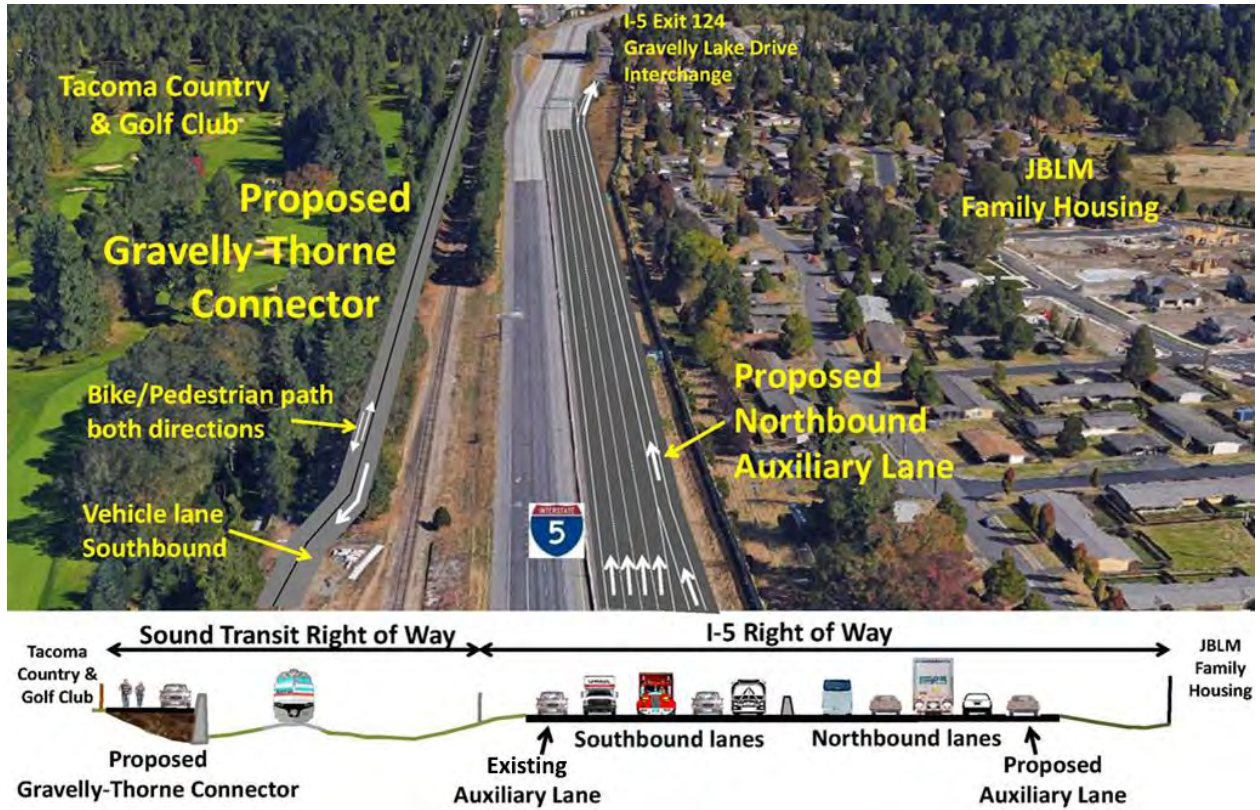 I-5 Exit 124
Gravelly Lake Drive
Interchange
Tacoma Country
& Golf Club
JBLM
Family Housing
Proposed
Gravelly-Thorne
Connector
Bike/Pedestrian path
both directions
Proposed
Northbound
Auxiliary Lane
Vehicle lane
Southbound
INTERSTATE
5
Sound Transit Right of Way
I-5 Right of Way
Tacoma
Country &
Golf Club
JBLM
Family
Housing
Southbound lanes
Northbound lanes
Proposed
Gravelly-Thorne Connector
Existing
Auxiliary Lane
Proposed
Auxiliary Lane